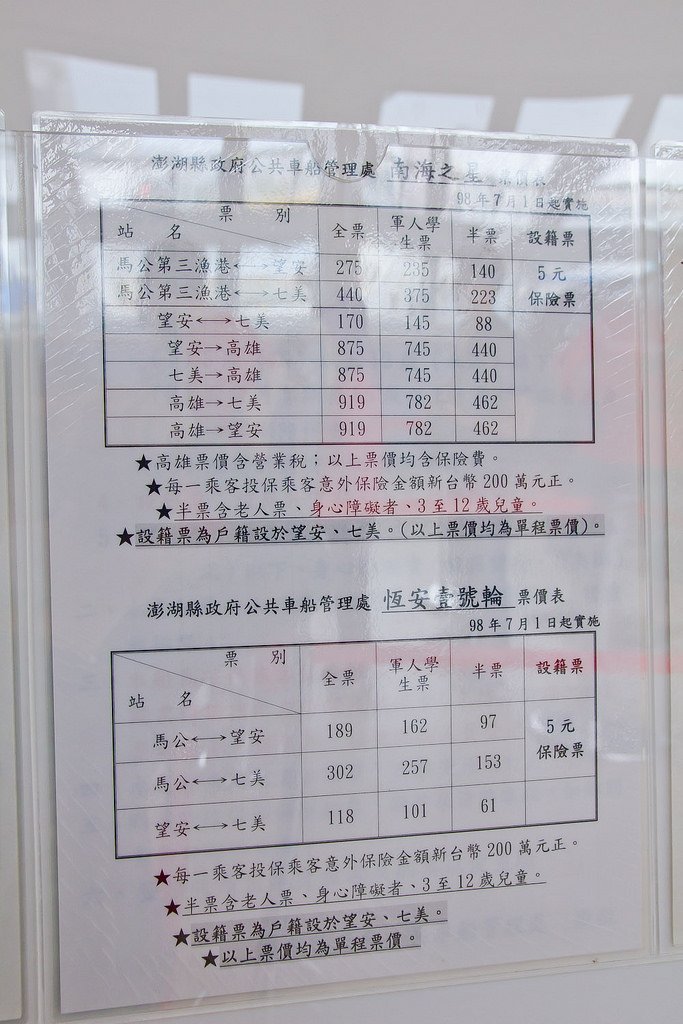 澎湖縣政府公共車船管理處 南海之星 票價表
98年7月1日起實施
票 別
站 名 全票 軍人學生票 半票 設籍票
馬公第三漁港←→望安 275 235 140 5元
馬公第三漁港←→七美 440 375 223 保險票
望安←→七美 170 145 88
望安→高雄 875 745 440
七美→高雄 875 745 440
高雄→七美 919 782 462
高雄→望安 919 782 462
★高雄票價含營業稅；以上票價均含保險費。
★每一乘客投保乘客意外保險金額新台幣200萬元正。
★半票含老人票、身心障礙者、3至12歲兒童。
★設籍票為戶籍設於望安、七美。(以上票價均為單程票價)。
澎湖縣政府公共車船管理處 恆安壹號輪 票價表
98年7月1日起實施
票 別
站 名 全票 軍人學生票 半票 設籍票
馬公←→望安 189 162 97 5元
馬公←→七美 302 257 153 保險票
望安←→七美 118 101 61
★每一乘客投保乘客意外保險金額新台幣200萬元正。
★半票含老人票、身心障礙者、3至12歲兒童。
★設籍票為戶籍設於望安、七美。
★以上票價均為單程票價。